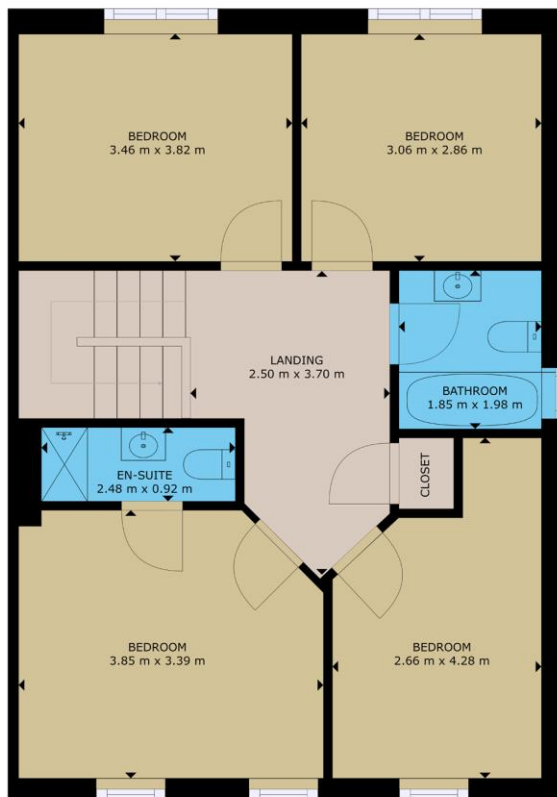 BEDROOM
3.46 m x 3.82 m
BEDROOM
3.06 m x 2.86 m
LANDING
2.50 m x 3.70 m
BATHROOM
1.85 m x 1.98 m
EN-SUITE
2.48 m x 0.92 m
CLOSET
BEDROOM
3.85 m x 3.39 m
BEDROOM
2.66 m x 4.28 m